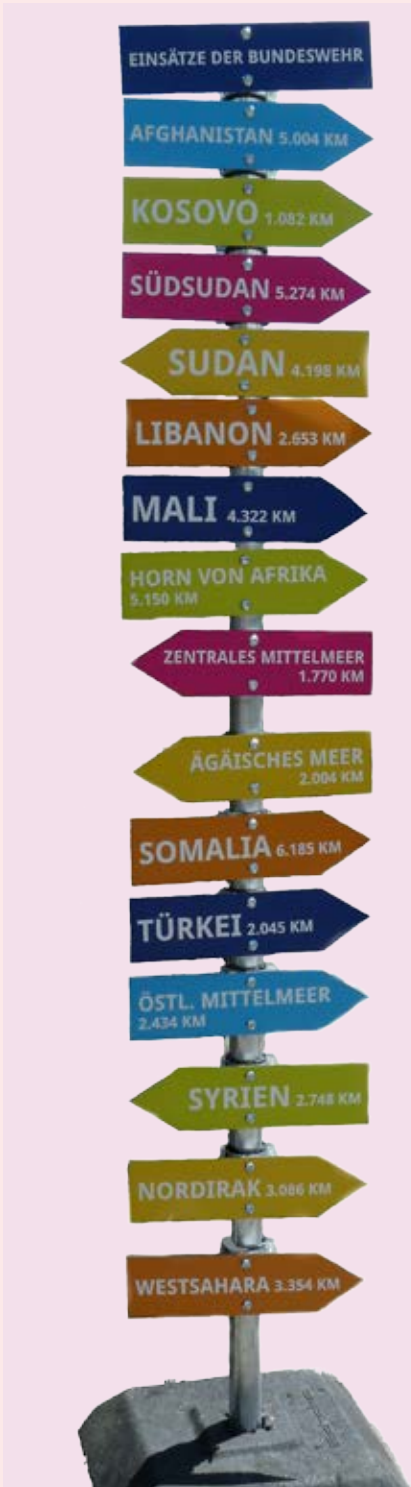 EINSÄTZE DER BUNDESWEHR
AFGHANISTAN 5.004 KM
KOSOVO 1.082 KM
SÜDSUDAN 5.274 KM
SUDAN 4.198 KM
LIBANON 2.653 KM
MALI 4.322 KM
HORN VON AFRIKA
5.150 KM
ZENTRALES MITTELMEER
1.770 KM
ÄGÄISCHES MEER
2.004 KM
SOMALIA 6.185 KM
TÜRKEI 2.045 KM
ÖSTL. MITTELMEER
2.434 KM
SYRIEN 2.748 KM
NORDIRAK 3.086 KM
WESTSAHARA 3.354 KM